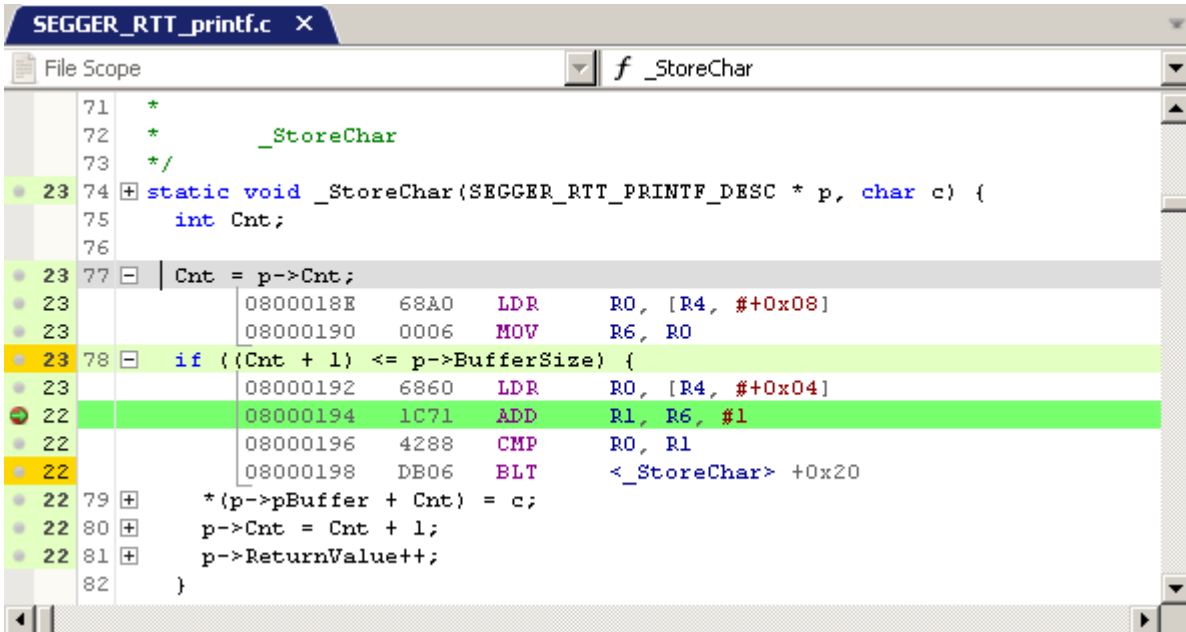 SEGGER_RTT_printf.c ×
File Scope f _StoreChar
71 *
72 * _StoreChar
73 */
23 74 static void _StoreChar(SEGGER_RTT_PRINTF_DESC * p, char c) {
75 int Cnt;
76
23 77 Cnt = p->Cnt;
23 0800018E 68A0 LDR R0, [R4, #+0x08]
23 08000190 0006 MOV R6, R0
23 78 if ((Cnt + 1) <= p->BufferSize) {
23 08000192 6860 LDR R0, [R4, #+0x04]
22 08000194 1C71 ADD R1, R6, #1
22 08000196 4288 CMP R0, R1
22 08000198 DB06 BLT <_StoreChar> +0x20
22 79 *(p->pBuffer + Cnt) = c;
22 80 p->Cnt = Cnt + 1;
22 81 p->ReturnValue++;
82 }